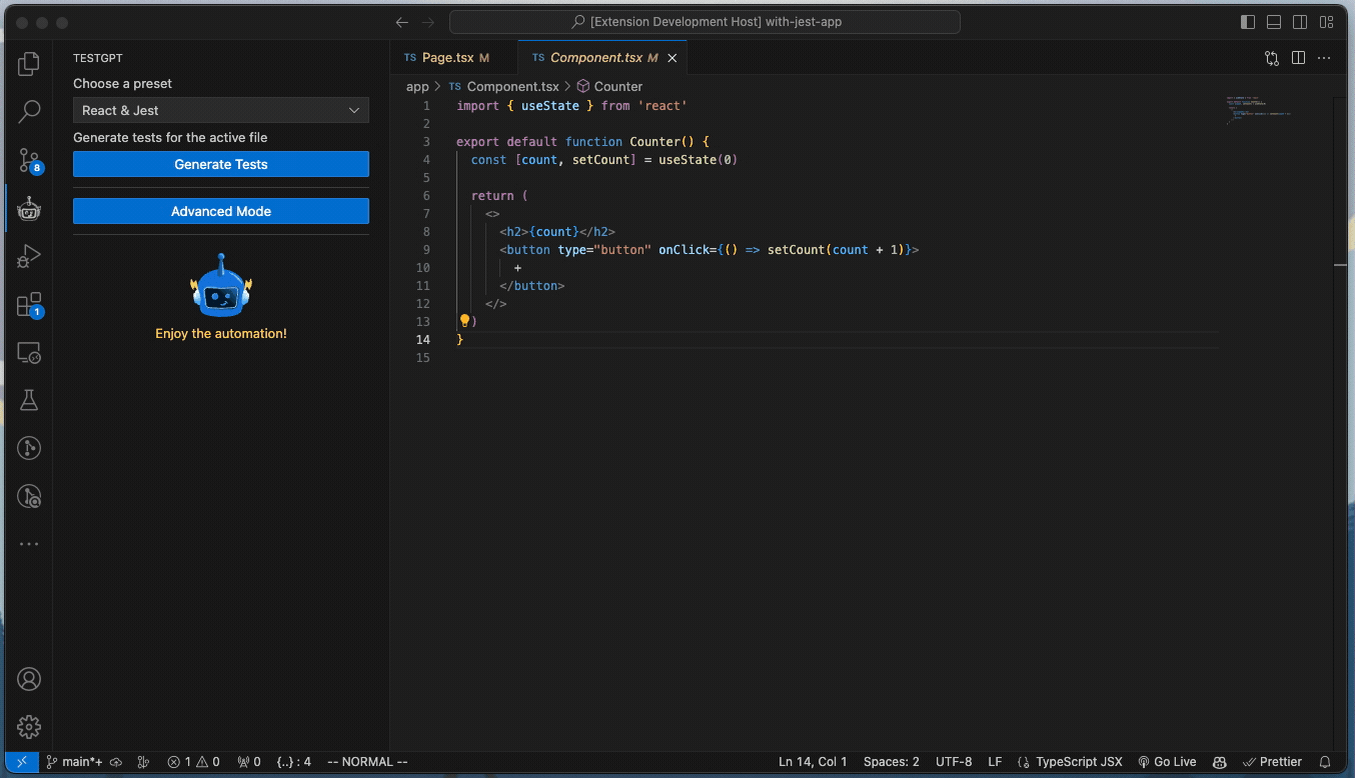 [Extension Development Host] with-jest-app
TESTGPT
Choose a preset
React & Jest
Generate tests for the active file
Generate Tests
Advanced Mode
Enjoy the automation!
8
1
TS Page.tsx M
TS Component.tsx M
app > TS Component.tsx > Counter
1 import { useState } from 'react'
2
3 export default function Counter() {
4   const [count, setCount] = useState(0)
5
6   return (
7     <>
8       <h2>{count}</h2>
9       <button type="button" onClick={() => setCount(count + 1)}>
10         +
11       </button>
12     </>
13   )
14 }
15
main*+ 1 0 0 {..} : 4 -- NORMAL -- Ln 14, Col 1 Spaces: 2 UTF-8 LF TypeScript JSX Go Live Prettier